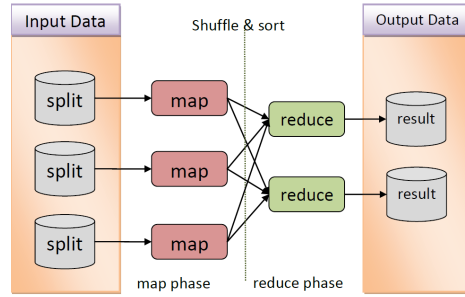 Input Data
Shuffle & sort
Output Data
split
map
reduce
result
split
map
reduce
result
split
map
map phase
reduce phase